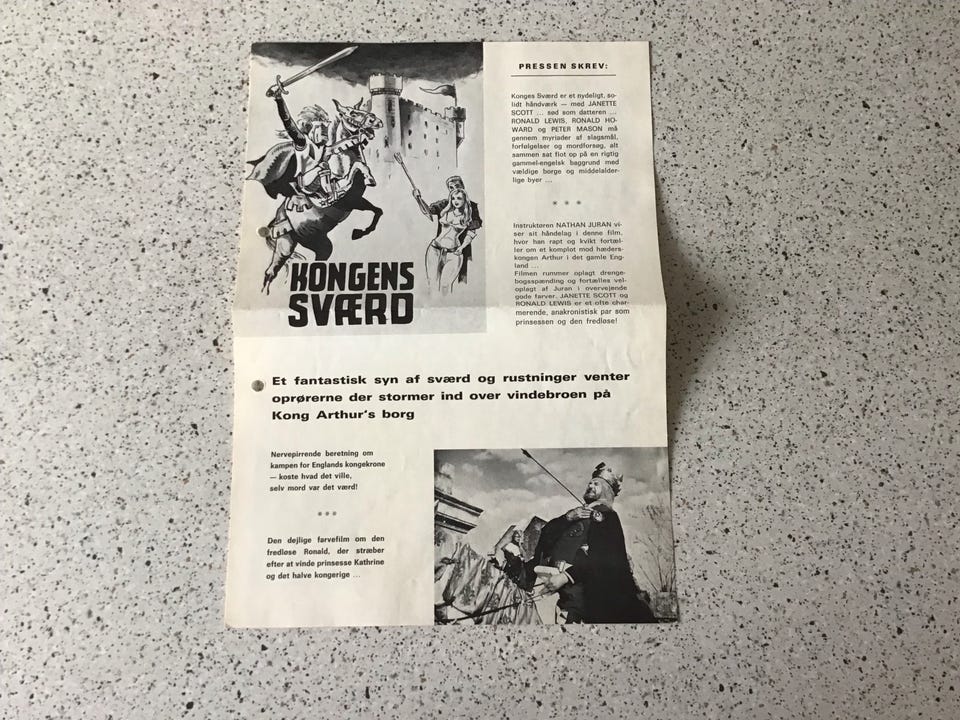 KONGENS
SVÆRD
PRESSEN SKREV:
Konges Sværd er et nydeligt, so-
lidt håndværk — med JANETTE
SCOTT ... sød som datteren ...
RONALD LEWIS, RONALD HO-
WARD og PETER MASON må
gennem myriader af slagsmål,
forfølgelser og mordforsøg, alt
sammen sat flot op på en rigtig
gammel-engelsk baggrund med
vældige borge og middelalder-
lige byer ...
* * *
Instruktøren NATHAN JURAN vi-
ser sit håndelag i denne film,
hvor han rapt og kvikt fortæl-
ler om et komplot mod hæders-
kongen Arthur i det gamle Eng-
land ...
Filmen rummer oplagt drenge-
bogsspænding og fortælles vel-
oplagt af Juran i overvejende
gode farver. JANETTE SCOTT og
RONALD LEWIS er et ofte char-
merende, anakronistisk par som
prinsessen og den fredløse!
Et fantastisk syn af sværd og rustninger venter
oprørerne der stormer ind over vindebroen på
Kong Arthur's borg
Nervepirrende beretning om
kampen for Englands kongekrone
— koste hvad det ville,
selv mord var det værd!
* * *
Den dejlige farvefilm om den
fredløse Ronald, der stræber
efter at vinde prinsesse Kathrine
og det halve kongerige ...